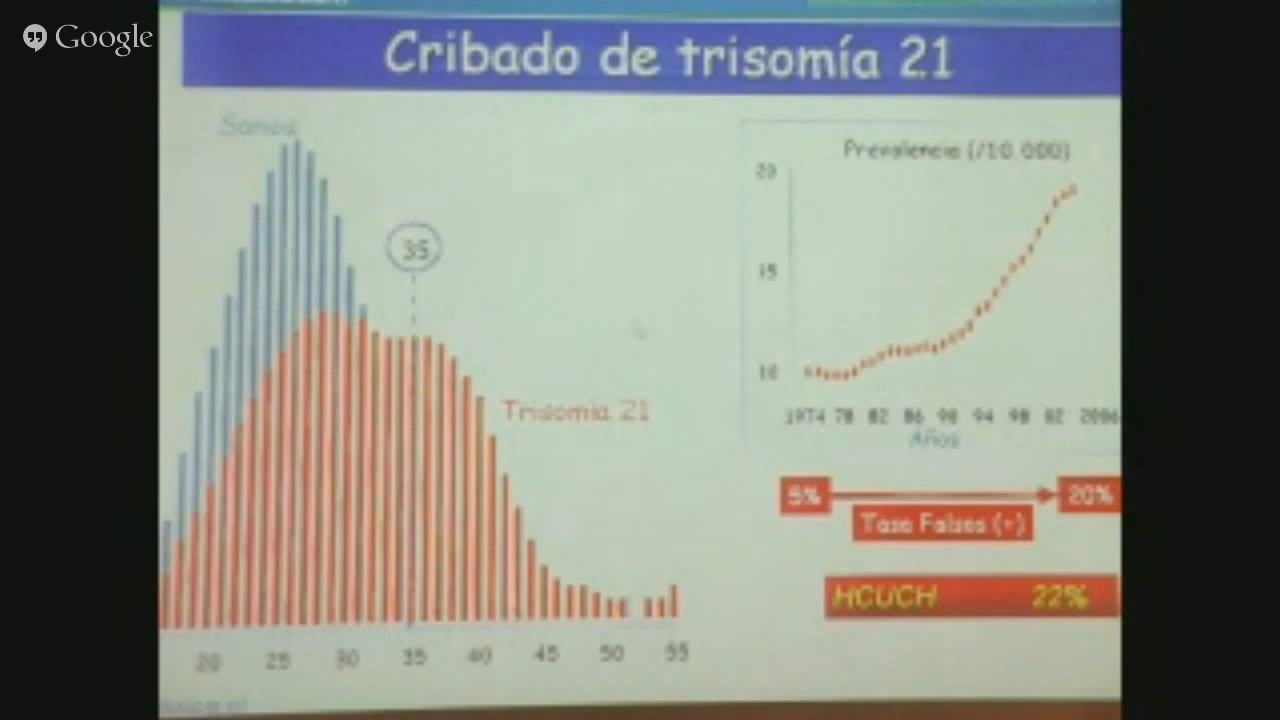 Google
Cribado de trisomía 21
Sanos
35
Trisomía 21
20 25 30 35 40 45 50 55
Prevalencia (/10.000)
20
15
10
1974 78 82 86 90 94 98 82 2006
Años
5% 20%
Tasa Falsos (+)
HCUCH 22%